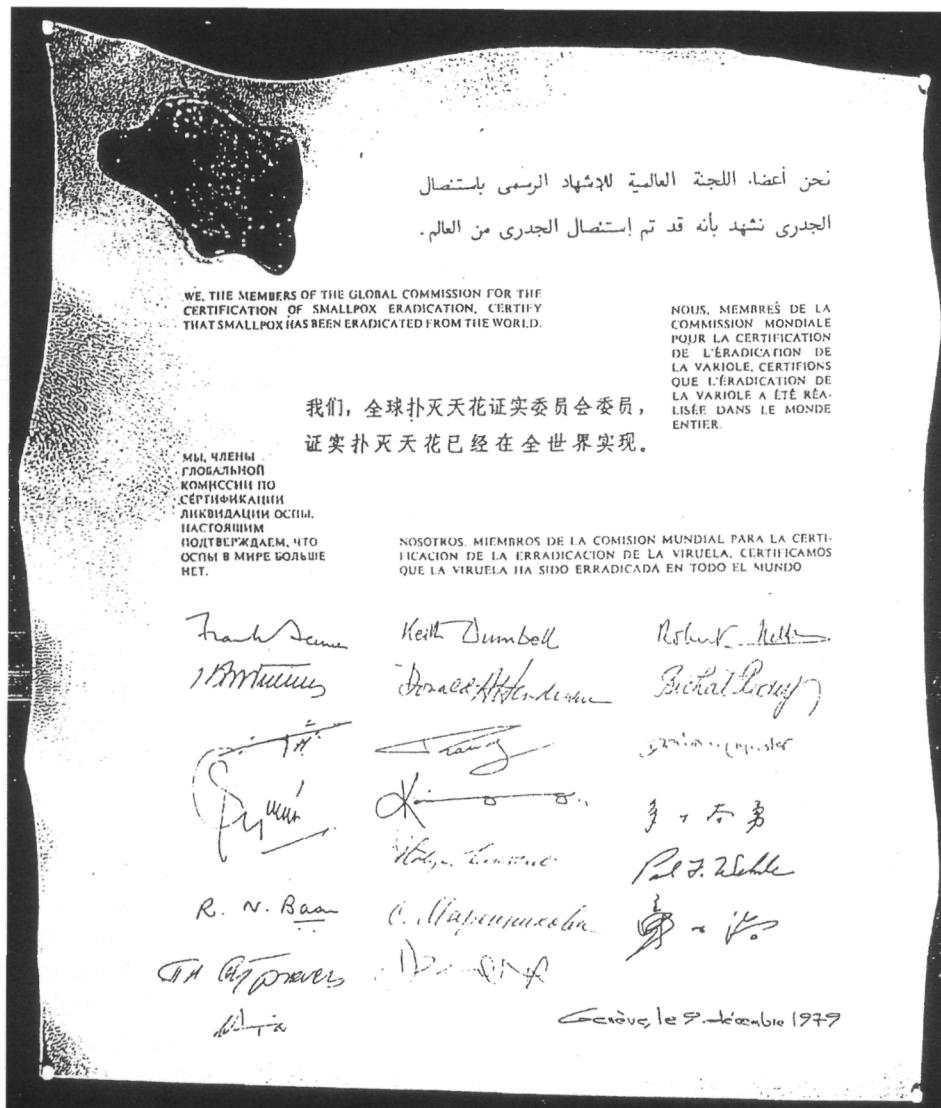 نحن أعضاء اللجنة العالمية للإشهاد الرسمى باستئصال
الجدرى نشهد بأنه قد تم إستئصال الجدرى من العالم.
WE, THE MEMBERS OF THE GLOBAL COMMISSION FOR THE
CERTIFICATION OF SMALLPOX ERADICATION, CERTIFY
THAT SMALLPOX HAS BEEN ERADICATED FROM THE WORLD.
NOUS, MEMBRES DE LA
COMMISSION MONDIALE
POUR LA CERTIFICATION
DE L'ÉRADICATION DE
LA VARIOLE, CERTIFIONS
QUE L'ÉRADICATION DE
LA VARIOLE A ÉTÉ RÉA-
LISÉE DANS LE MONDE
ENTIER.
我们，全球扑灭天花证实委员会委员，
证实扑灭天花已经在全世界实现。
МЫ, ЧЛЕНЫ
ГЛОБАЛЬНОЙ
КОМИССИИ ПО
СЕРТИФИКАЦИИ
ЛИКВИДАЦИИ ОСПЫ,
НАСТОЯЩИМ
ПОДТВЕРЖДАЕМ, ЧТО
ОСПЫ В МИРЕ БОЛЬШЕ
НЕТ.
NOSOTROS, MIEMBROS DE LA COMISION MUNDIAL PARA LA CERTI-
FICACION DE LA ERRADICACION DE LA VIRUELA, CERTIFICAMOS
QUE LA VIRUELA HA SIDO ERRADICADA EN TODO EL MUNDO
Frank Fenner Keith Dumbell Robert
Donald A Henderson
R. N. Basu С. Маренникова Paul F. Wehrle
Genève, le 9 décembre 1979